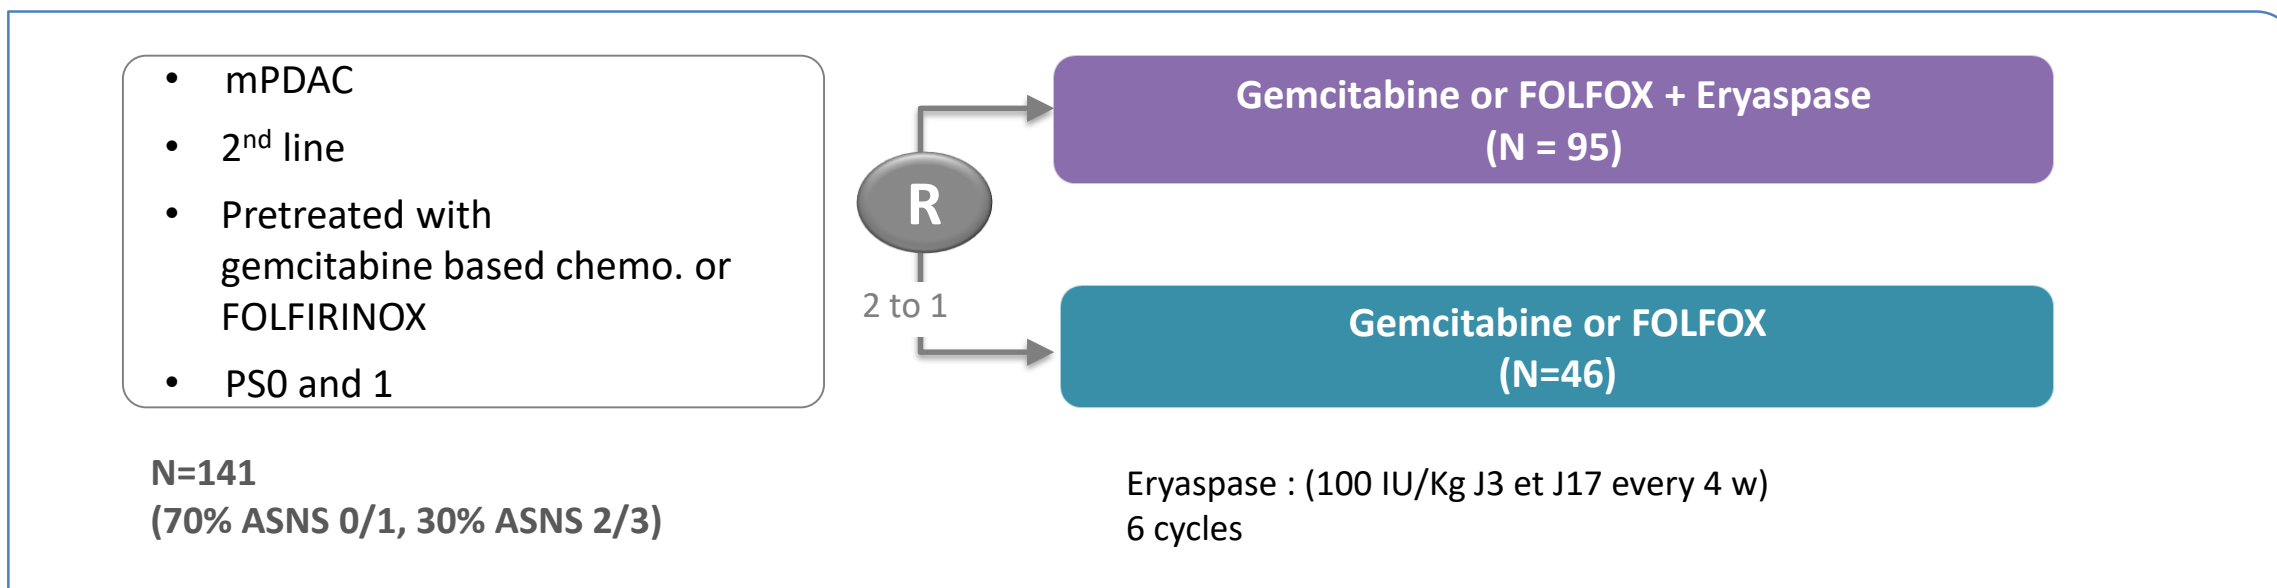 • mPDAC
• 2nd line
• Pretreated with
gemcitabine based chemo. or
FOLFIRINOX
• PS0 and 1
N=141
(70% ASNS 0/1, 30% ASNS 2/3)
R
2 to 1
Gemcitabine or FOLFOX + Eryaspase
(N = 95)
Gemcitabine or FOLFOX
(N=46)
Eryaspase : (100 IU/Kg J3 et J17 every 4 w)
6 cycles